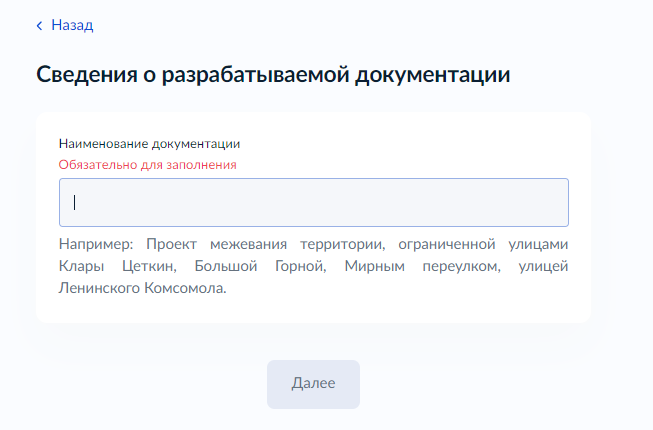 Назад
Сведения о разрабатываемой документации
Наименование документации
Обязательно для заполнения
Например: Проект межевания территории, ограниченной улицами
Клары Цеткин, Большой Горной, Мирным переулком, улицей
Ленинского Комсомола.
Далее